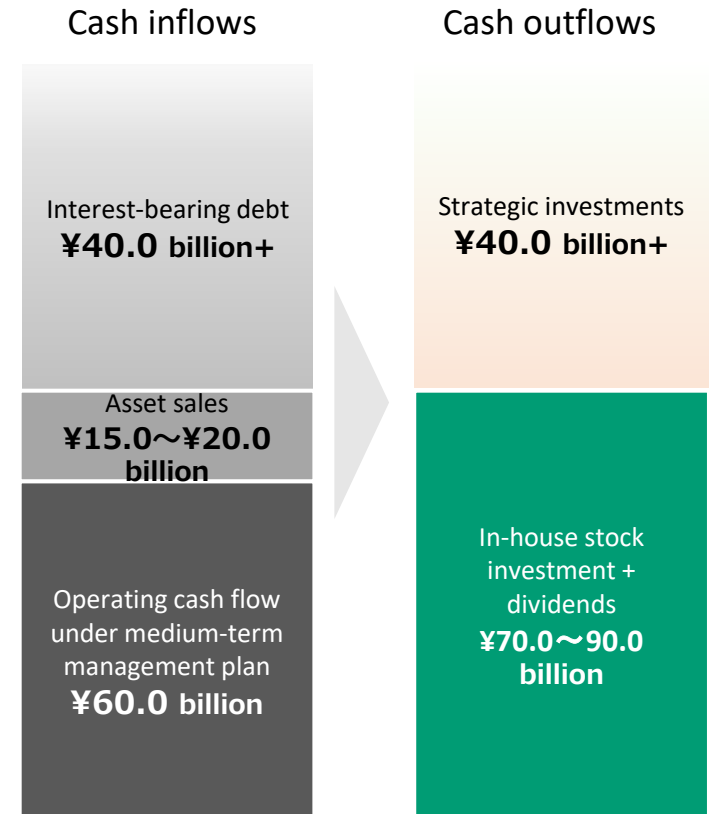 Cash inflows
Cash outflows
Interest-bearing debt
¥40.0 billion+
Asset sales
¥15.0～¥20.0
billion
Operating cash flow
under medium-term
management plan
¥60.0 billion
Strategic investments
¥40.0 billion+
In-house stock
investment +
dividends
¥70.0～90.0
billion